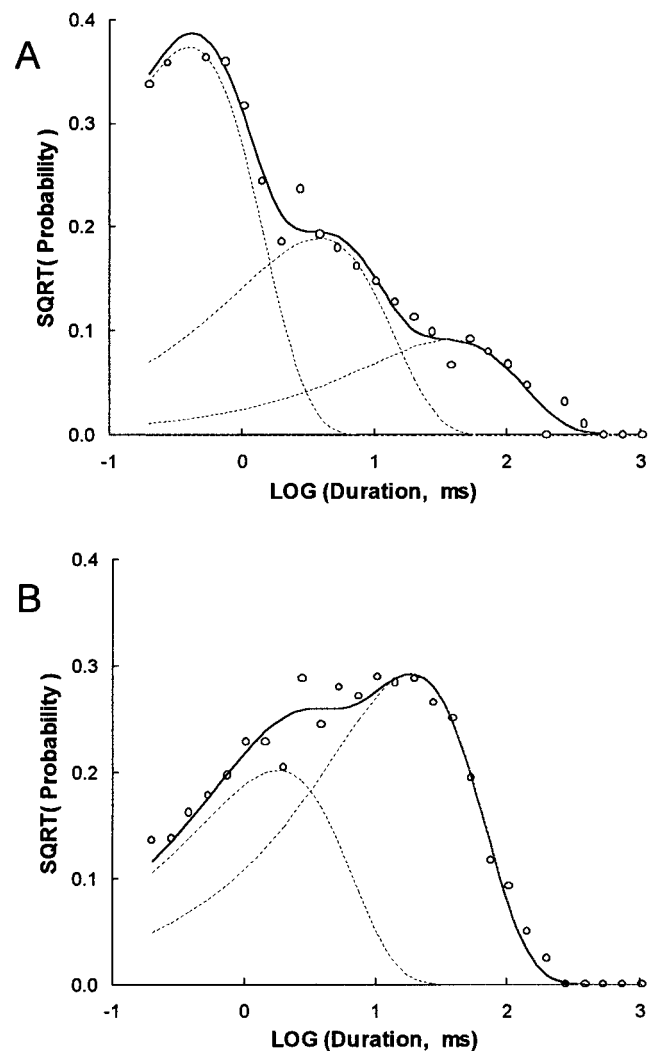 A
0.4
0.3
0.2
0.1
0.0
SQRT( Probability )
-1 0 1 2 3
LOG (Duration, ms)
B
0.4
0.3
0.2
0.1
0.0
SQRT( Probability )
-1 0 1 2 3
LOG (Duration, ms)